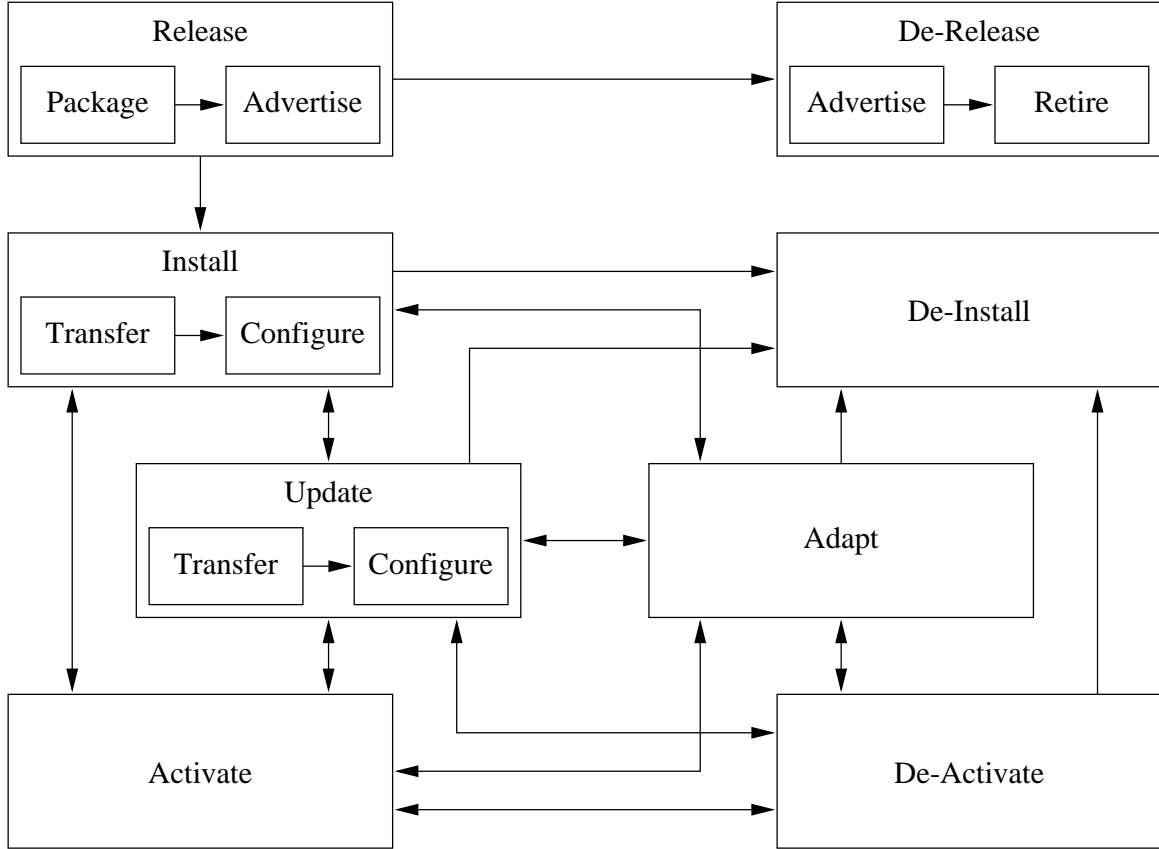 Release
Package
Advertise
De-Release
Advertise
Retire
Install
Transfer
Configure
De-Install
Update
Transfer
Configure
Adapt
Activate
De-Activate